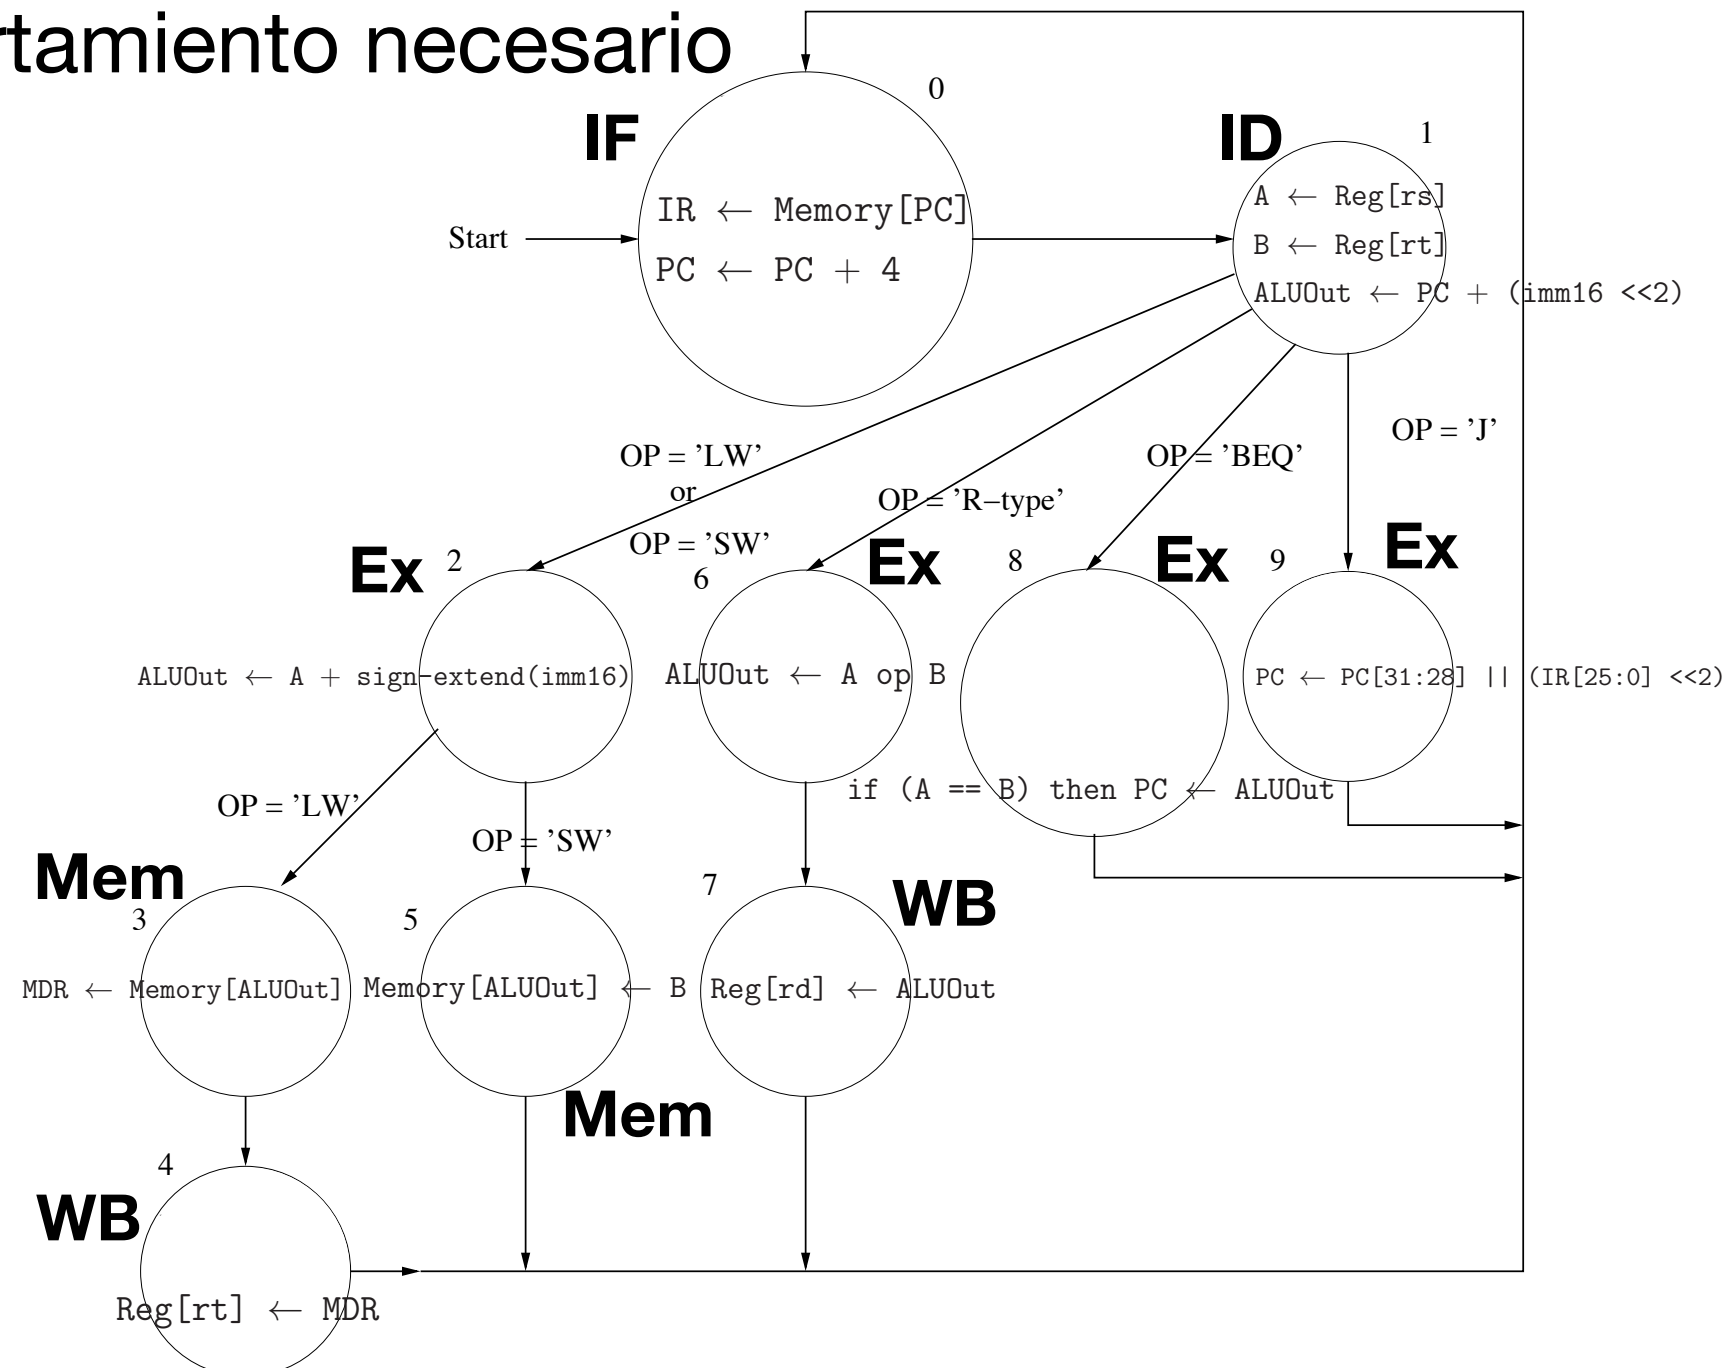 rtamiento necesario
0
IF
ID
1
IR ← Memory[PC]
PC ← PC + 4
Start
A ← Reg[rs]
B ← Reg[rt]
ALUOut ← PC + (imm16 <<2)
OP = 'LW'
or
OP = 'SW'
OP = 'R–type'
OP = 'BEQ'
OP = 'J'
Ex
2
6
Ex
8
Ex
9
Ex
ALUOut ← A + sign-extend(imm16)
ALUOut ← A op B
if (A == B) then PC ← ALUOut
PC ← PC[31:28] || (IR[25:0] <<2)
OP = 'LW'
OP = 'SW'
Mem
3
5
7
WB
MDR ← Memory[ALUOut]
Memory[ALUOut] ← B
Reg[rd] ← ALUOut
Mem
4
WB
Reg[rt] ← MDR